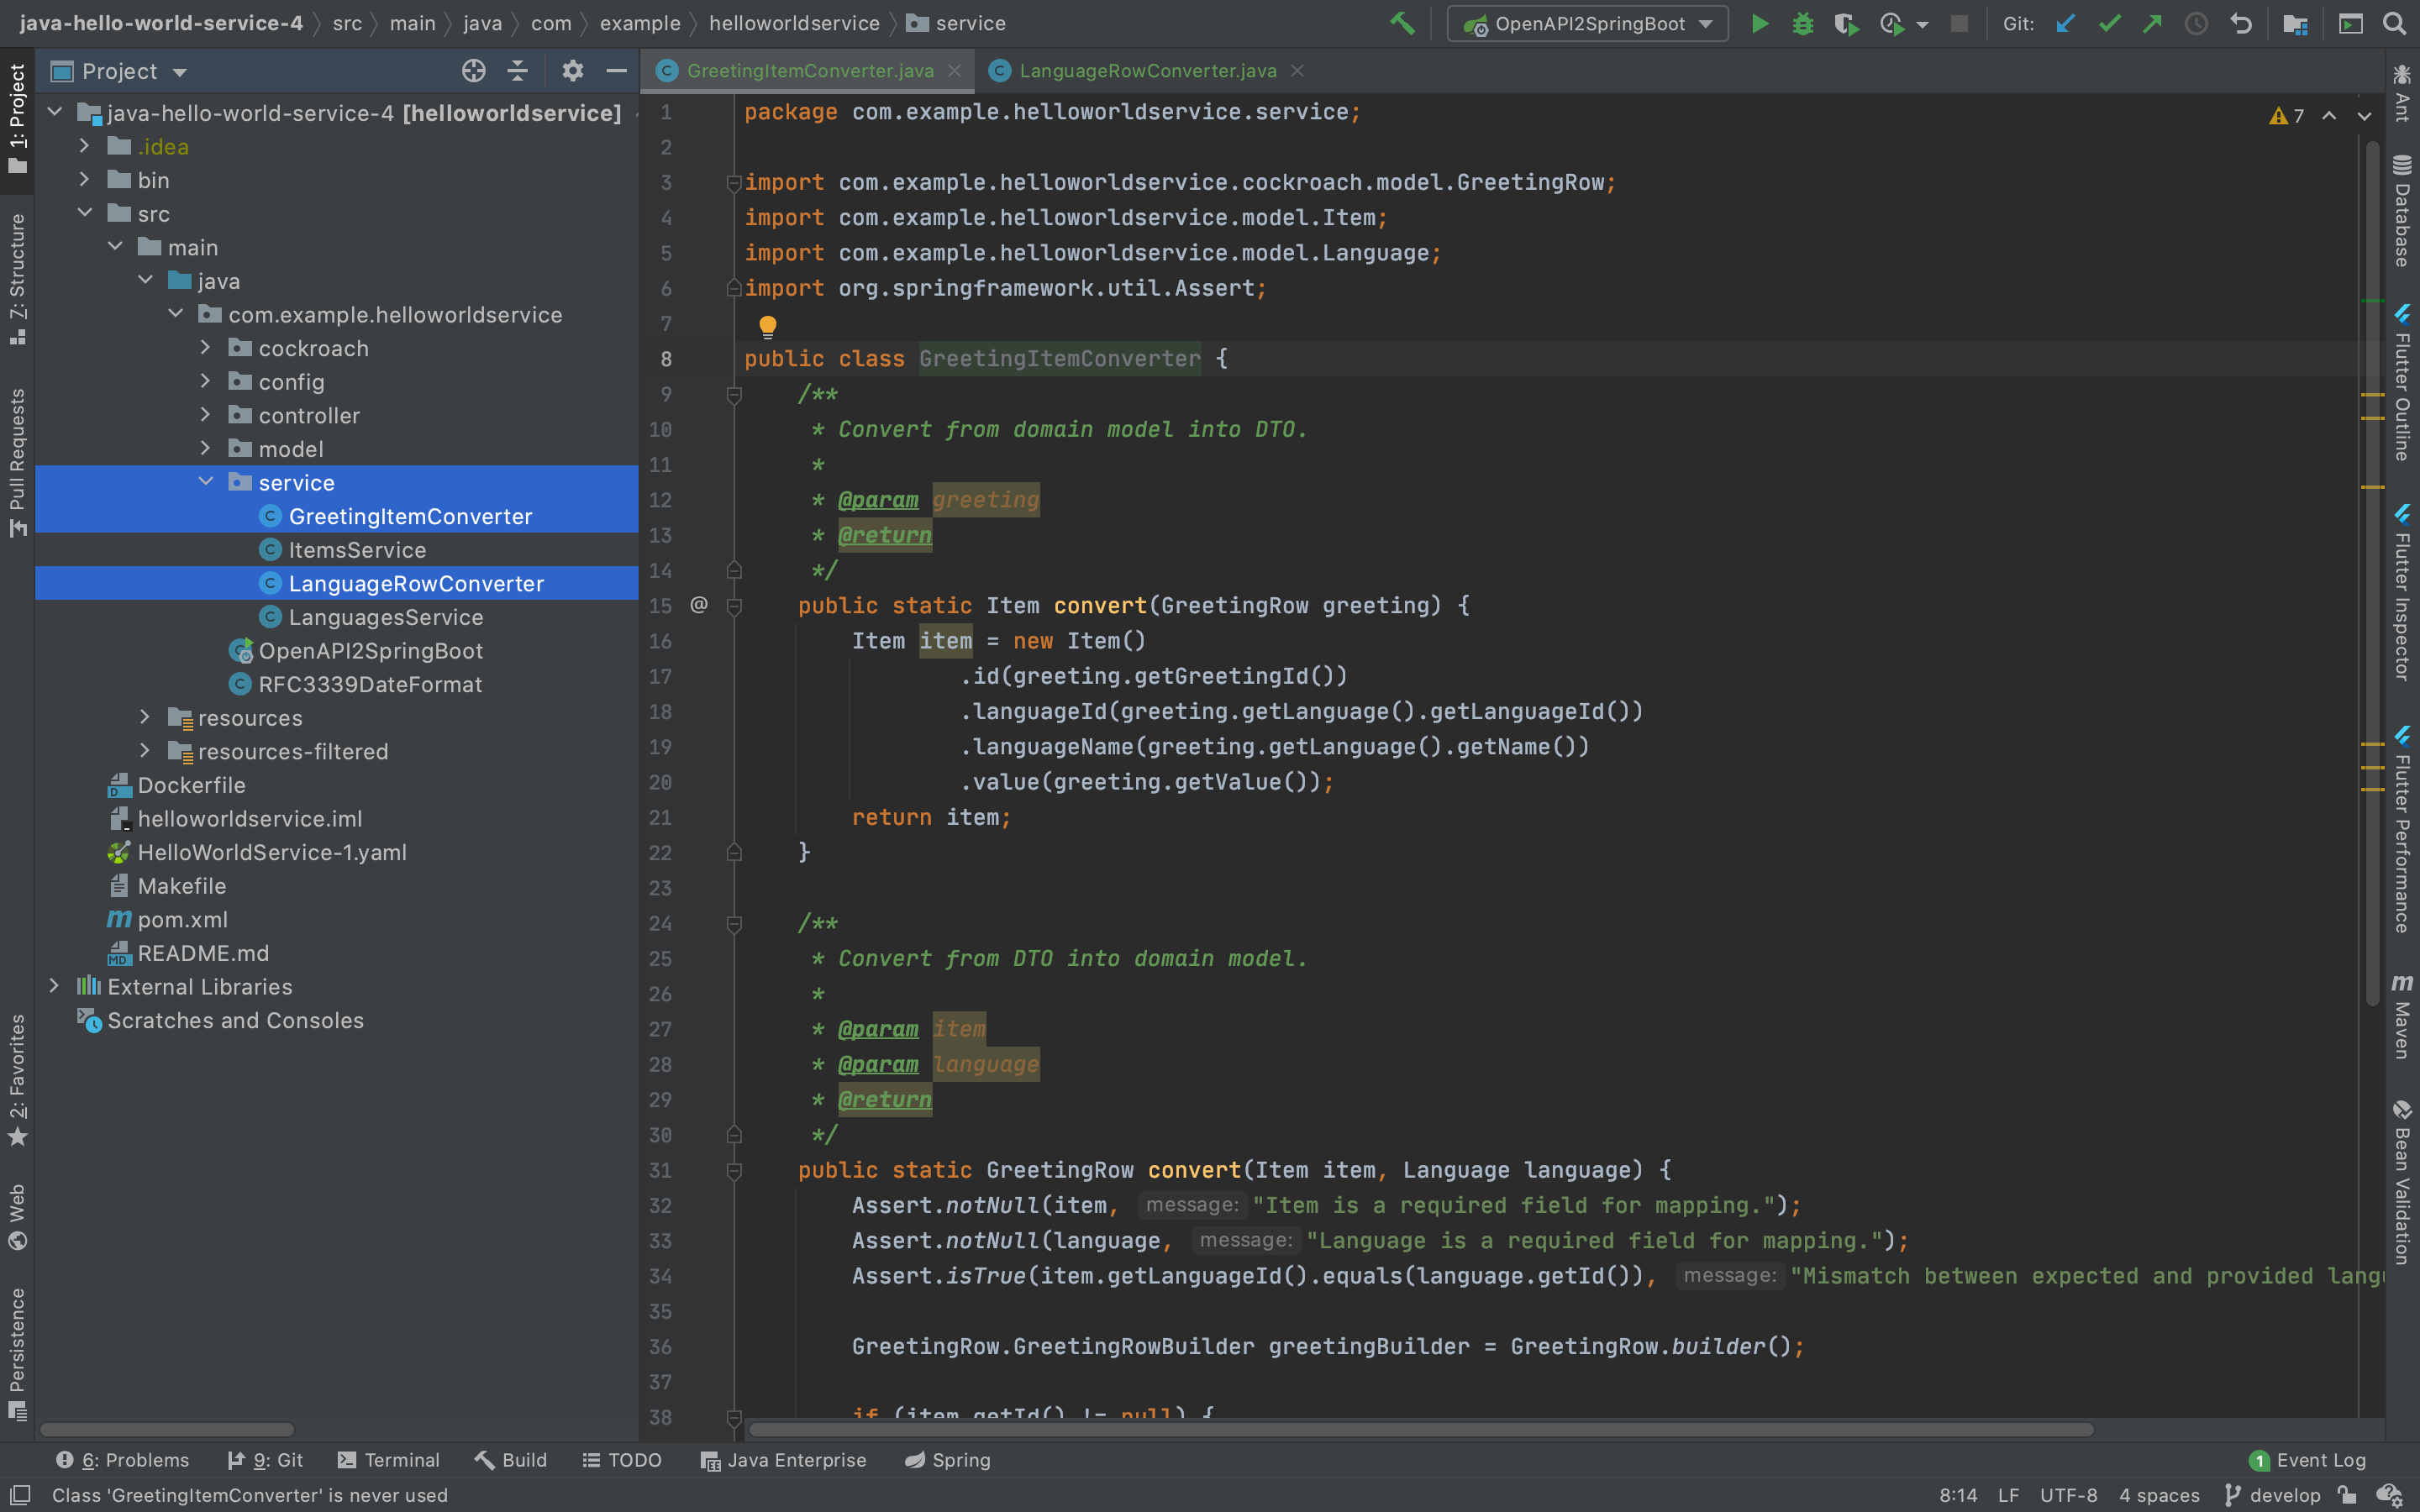 java-hello-world-service-4 src main java com example helloworldservice service
OpenAPI2SpringBoot
Git:
1: Project
7: Structure
Pull Requests
2: Favorites
Web
Persistence
Project
java-hello-world-service-4 [helloworldservice]
.idea
bin
src
main
java
com.example.helloworldservice
cockroach
config
controller
model
service
GreetingItemConverter
ItemsService
LanguageRowConverter
LanguagesService
OpenAPI2SpringBoot
RFC3339DateFormat
resources
resources-filtered
Dockerfile
helloworldservice.iml
HelloWorldService-1.yaml
Makefile
pom.xml
README.md
External Libraries
Scratches and Consoles
GreetingItemConverter.java
LanguageRowConverter.java
7
1 package com.example.helloworldservice.service;
2
3 import com.example.helloworldservice.cockroach.model.GreetingRow;
4 import com.example.helloworldservice.model.Item;
5 import com.example.helloworldservice.model.Language;
6 import org.springframework.util.Assert;
7
8 public class GreetingItemConverter {
9 /**
10 * Convert from domain model into DTO.
11 *
12 * @param greeting
13 * @return
14 */
15 @ public static Item convert(GreetingRow greeting) {
16 Item item = new Item()
17 .id(greeting.getGreetingId())
18 .languageId(greeting.getLanguage().getLanguageId())
19 .languageName(greeting.getLanguage().getName())
20 .value(greeting.getValue());
21 return item;
22 }
23
24 /**
25 * Convert from DTO into domain model.
26 *
27 * @param item
28 * @param language
29 * @return
30 */
31 public static GreetingRow convert(Item item, Language language) {
32 Assert.notNull(item, message: "Item is a required field for mapping.");
33 Assert.notNull(language, message: "Language is a required field for mapping.");
34 Assert.isTrue(item.getLanguageId().equals(language.getId()), message: "Mismatch between expected and provided lang
35
36 GreetingRow.GreetingRowBuilder greetingBuilder = GreetingRow.builder();
37
38 if (item.getId() != null) {
Ant
Database
Flutter Outline
Flutter Inspector
Flutter Performance
Maven
Bean Validation
6: Problems 9: Git Terminal Build TODO Java Enterprise Spring
1 Event Log
Class 'GreetingItemConverter' is never used
8:14 LF UTF-8 4 spaces develop